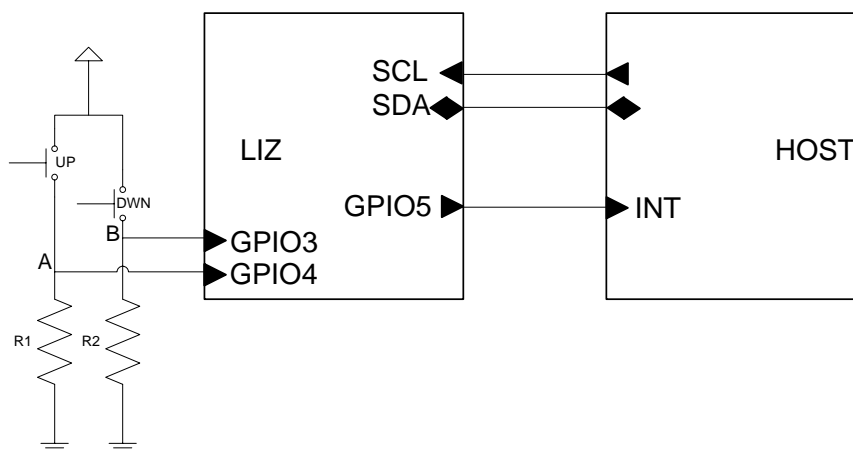 SCL
SDA
UP
LIZ
HOST
DWN
GPIO5
INT
B
GPIO3
A
GPIO4
R1
R2